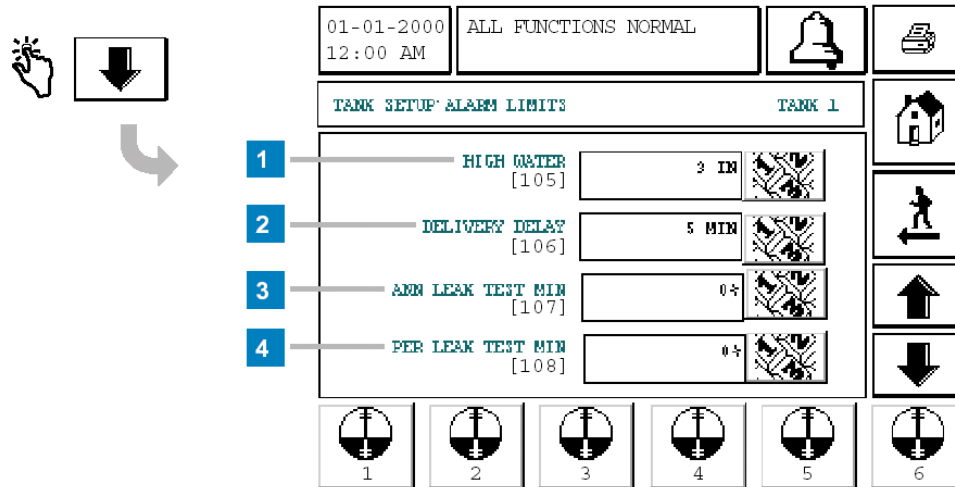 01-01-2000
12:00 AM
ALL FUNCTIONS NORMAL
TANK SETUP: ALARM LIMITS TANK 1
1
HIGH WATER
[105]
3 IN
2
DELIVERY DELAY
[106]
5 MIN
3
ANN LEAK TEST MIN
[107]
0%
4
PER LEAK TEST MIN
[108]
0%
1 2 3 4 5 6